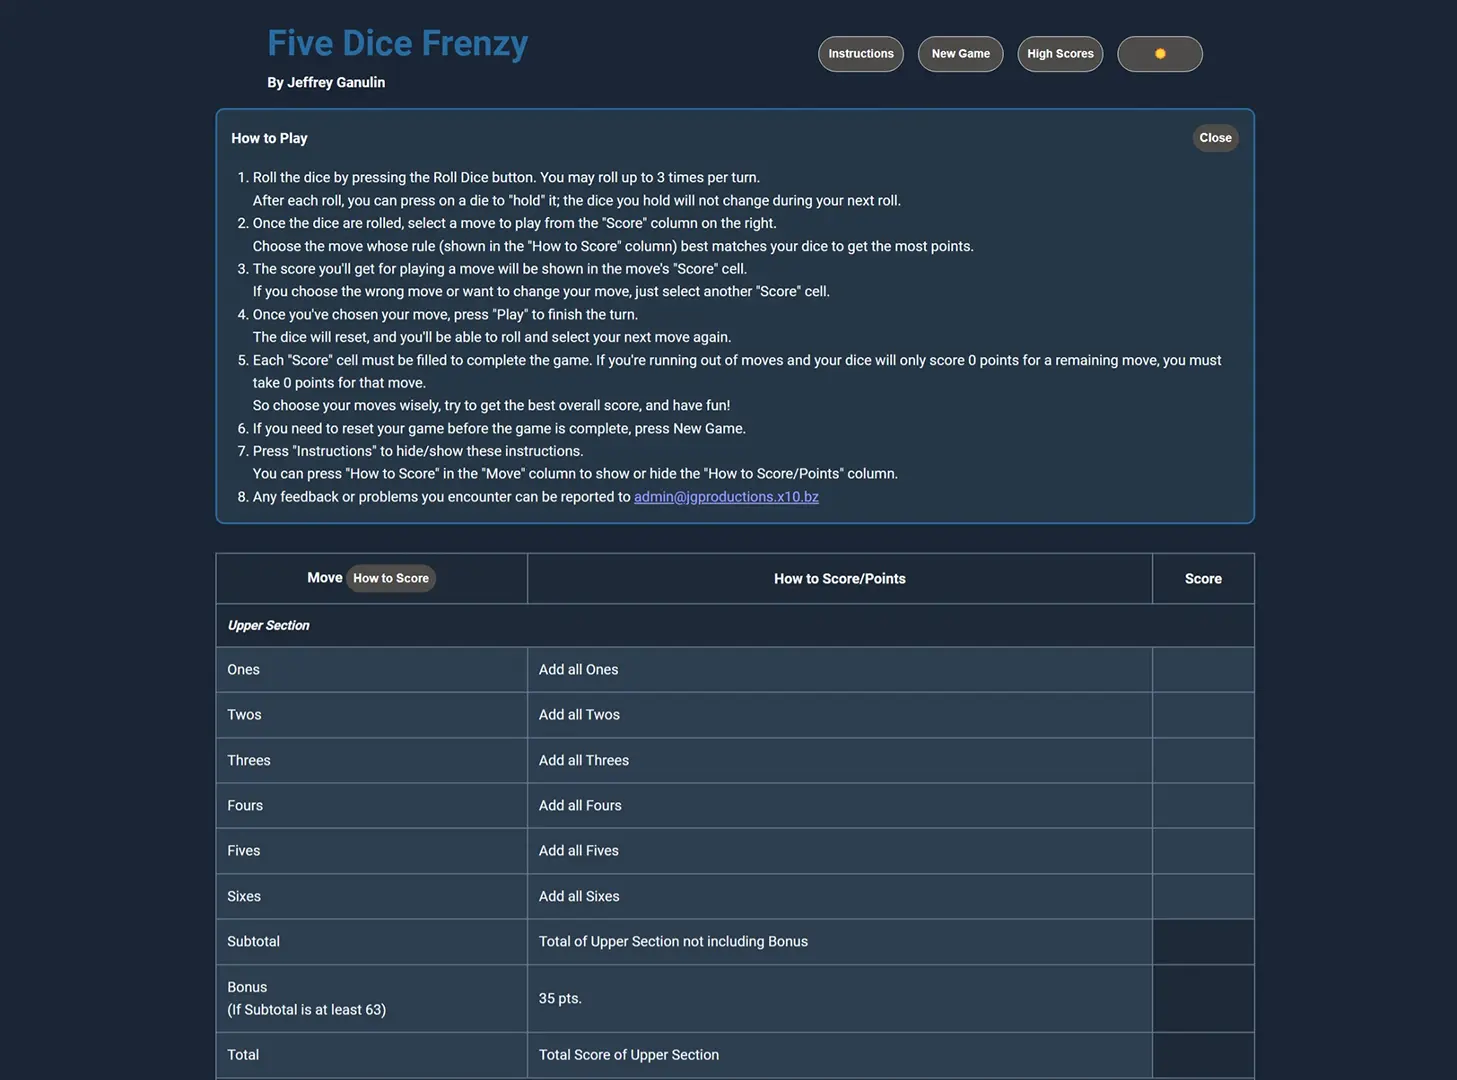 Five Dice Frenzy
By Jeffrey Ganulin
Instructions
New Game
High Scores
How to Play
Close
1. Roll the dice by pressing the Roll Dice button. You may roll up to 3 times per turn.
After each roll, you can press on a die to "hold" it; the dice you hold will not change during your next roll.
2. Once the dice are rolled, select a move to play from the "Score" column on the right.
Choose the move whose rule (shown in the "How to Score" column) best matches your dice to get the most points.
3. The score you'll get for playing a move will be shown in the move's "Score" cell.
If you choose the wrong move or want to change your move, just select another "Score" cell.
4. Once you've chosen your move, press "Play" to finish the turn.
The dice will reset, and you'll be able to roll and select your next move again.
5. Each "Score" cell must be filled to complete the game. If you're running out of moves and your dice will only score 0 points for a remaining move, you must
take 0 points for that move.
So choose your moves wisely, try to get the best overall score, and have fun!
6. If you need to reset your game before the game is complete, press New Game.
7. Press "Instructions" to hide/show these instructions.
You can press "How to Score" in the "Move" column to show or hide the "How to Score/Points" column.
8. Any feedback or problems you encounter can be reported to admin@jgproductions.x10.bz
Move How to Score
How to Score/Points
Score
Upper Section
Ones
Add all Ones
Twos
Add all Twos
Threes
Add all Threes
Fours
Add all Fours
Fives
Add all Fives
Sixes
Add all Sixes
Subtotal
Total of Upper Section not including Bonus
Bonus
(If Subtotal is at least 63)
35 pts.
Total
Total Score of Upper Section